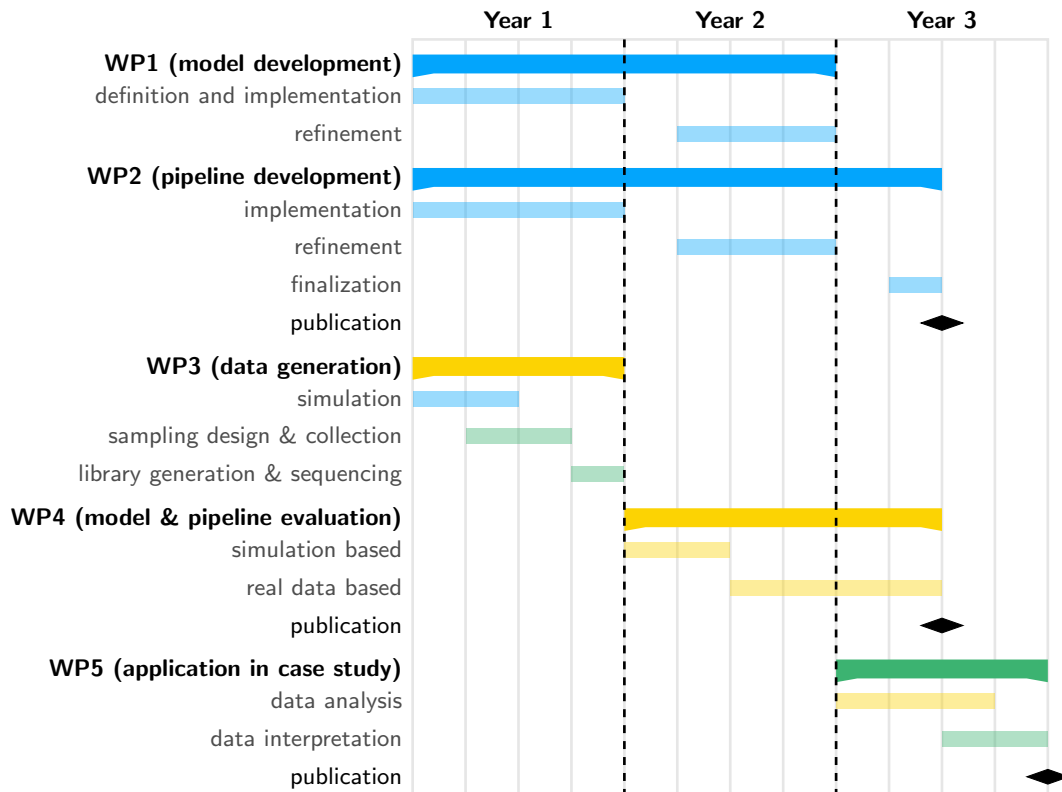 Year 1 Year 2 Year 3
WP1 (model development)
definition and implementation
refinement
WP2 (pipeline development)
implementation
refinement
finalization
publication
WP3 (data generation)
simulation
sampling design & collection
library generation & sequencing
WP4 (model & pipeline evaluation)
simulation based
real data based
publication
WP5 (application in case study)
data analysis
data interpretation
publication